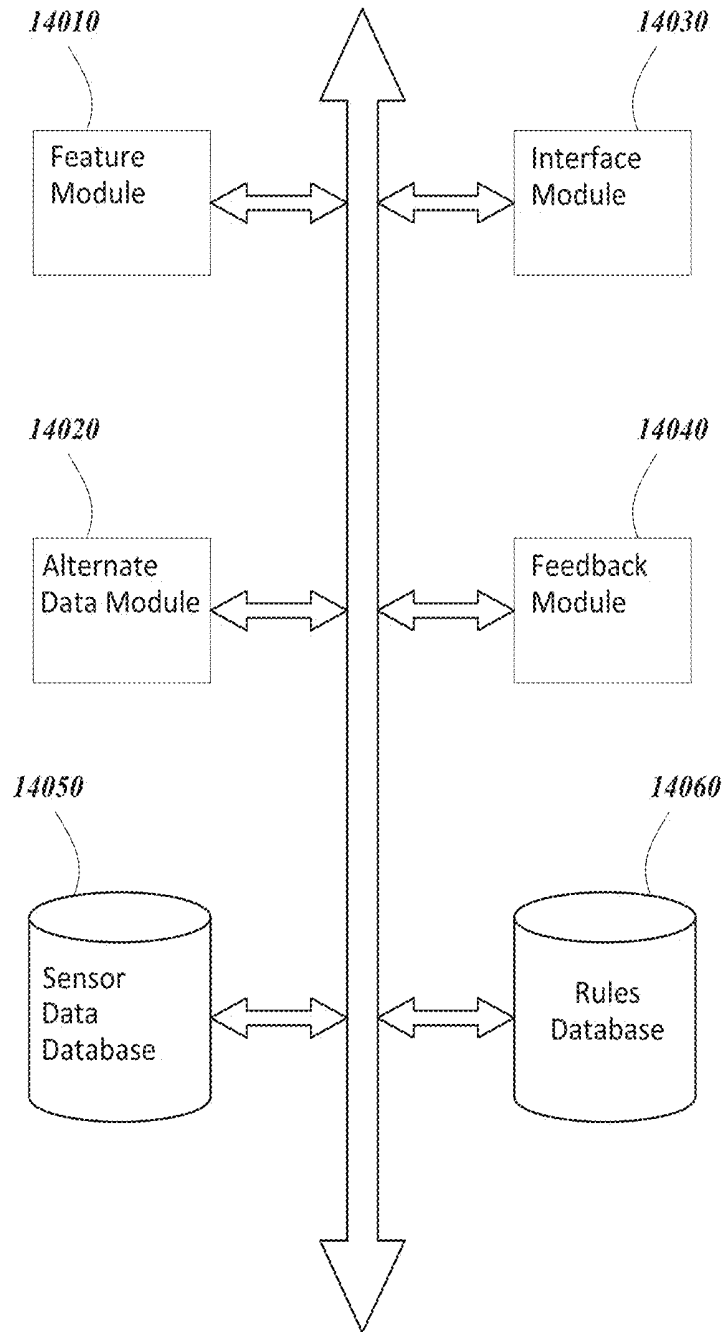 14010
Feature
Module
14030
Interface
Module
14020
Alternate
Data Module
14040
Feedback
Module
14050
Sensor
Data
Database
14060
Rules
Database